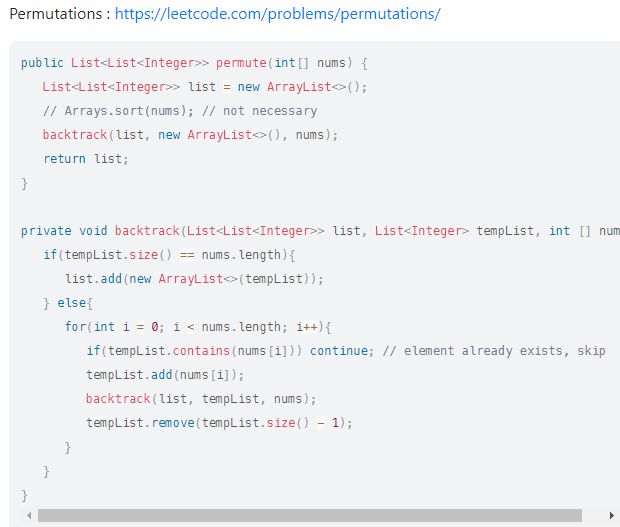 Permutations : https://leetcode.com/problems/permutations/
public List<List<Integer>> permute(int[] nums) {
   List<List<Integer>> list = new ArrayList<>();
   // Arrays.sort(nums); // not necessary
   backtrack(list, new ArrayList<>(), nums);
   return list;
}

private void backtrack(List<List<Integer>> list, List<Integer> tempList, int [] num
   if(tempList.size() == nums.length){
      list.add(new ArrayList<>(tempList));
   } else{
      for(int i = 0; i < nums.length; i++){
         if(tempList.contains(nums[i])) continue; // element already exists, skip
         tempList.add(nums[i]);
         backtrack(list, tempList, nums);
         tempList.remove(tempList.size() - 1);
      }
   }
}